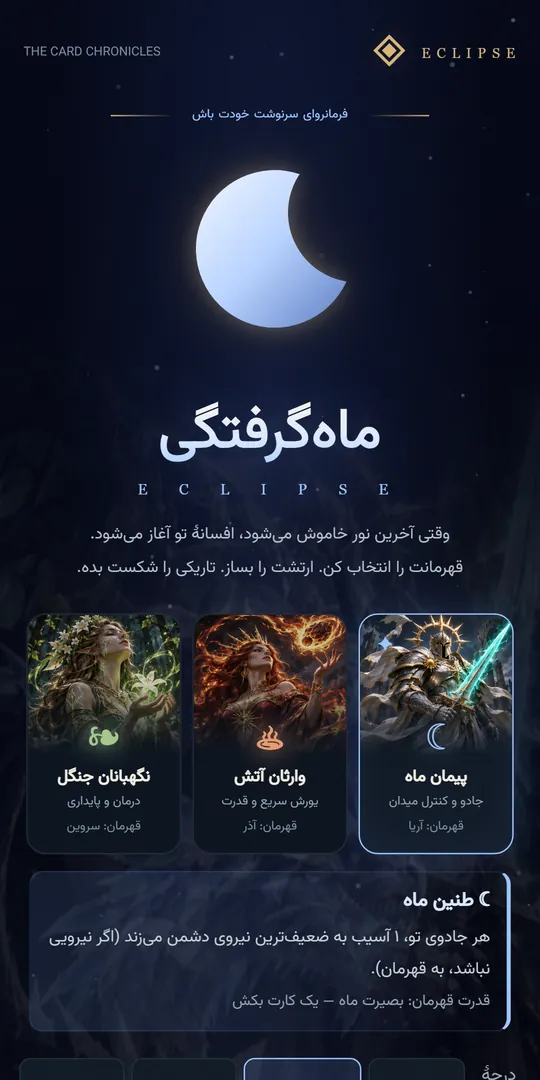 ECLIPSE
THE CARD CHRONICLES
فرمانروای سرنوشت خودت باش
ماه‌گرفتگی
ECLIPSE
وقتی آخرین نور خاموش می‌شود، افسانهٔ تو آغاز می‌شود.
قهرمانت را انتخاب کن. ارتشت را بساز. تاریکی را شکست بده.
پیمان ماه
جادو و کنترل میدان
قهرمان: آریا
وارثان آتش
یورش سریع و قدرت
قهرمان: آذر
نگهبانان جنگل
درمان و پایداری
قهرمان: سروین
☾ طنین ماه
هر جادوی تو، ۱ آسیب به ضعیف‌ترین نیروی دشمن می‌زند (اگر نیرویی
نباشد، به قهرمان).
قدرت قهرمان: بصیرت ماه — یک کارت بکش
درجهٔ